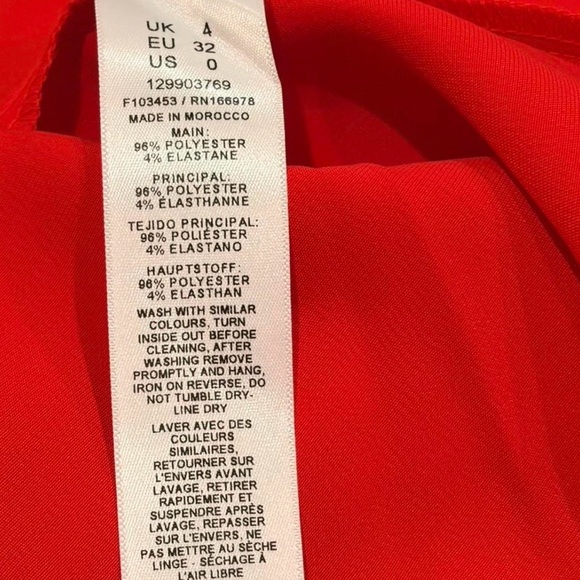 UK 4
EU 32
US 0
129903769
F103453 / RN166978
MADE IN MOROCCO
MAIN:
96% POLYESTER
4% ELASTANE
PRINCIPAL:
96% POLYESTER
4% ÉLASTHANNE
TEJIDO PRINCIPAL:
96% POLIÉSTER
4% ELASTANO
HAUPTSTOFF:
96% POLYESTER
4% ELASTHAN
WASH WITH SIMILAR
COLOURS, TURN
INSIDE OUT BEFORE
CLEANING, AFTER
WASHING REMOVE
PROMPTLY AND HANG,
IRON ON REVERSE, DO
NOT TUMBLE DRY-
LINE DRY
LAVER AVEC DES
COULEURS
SIMILAIRES,
RETOURNER SUR
L'ENVERS AVANT
LAVAGE, RETIRER
RAPIDEMENT ET
SUSPENDRE APRÈS
LAVAGE, REPASSER
SUR L'ENVERS, NE
PAS METTRE AU SÈCHE
LINGE - SÉCHAGE À
L'AIR LIBRE